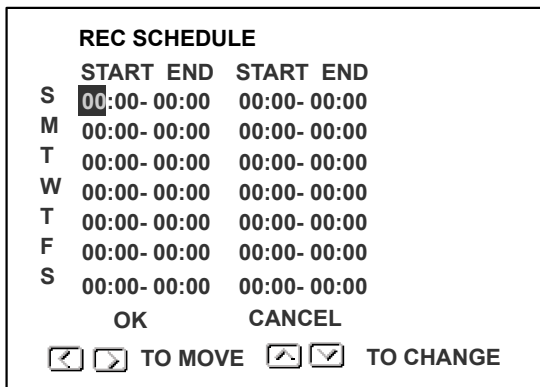 REC SCHEDULE
START END START END
S 00:00- 00:00 00:00- 00:00
M 00:00- 00:00 00:00- 00:00
T 00:00- 00:00 00:00- 00:00
W 00:00- 00:00 00:00- 00:00
T 00:00- 00:00 00:00- 00:00
F 00:00- 00:00 00:00- 00:00
S 00:00- 00:00 00:00- 00:00
OK CANCEL
TO MOVE TO CHANGE